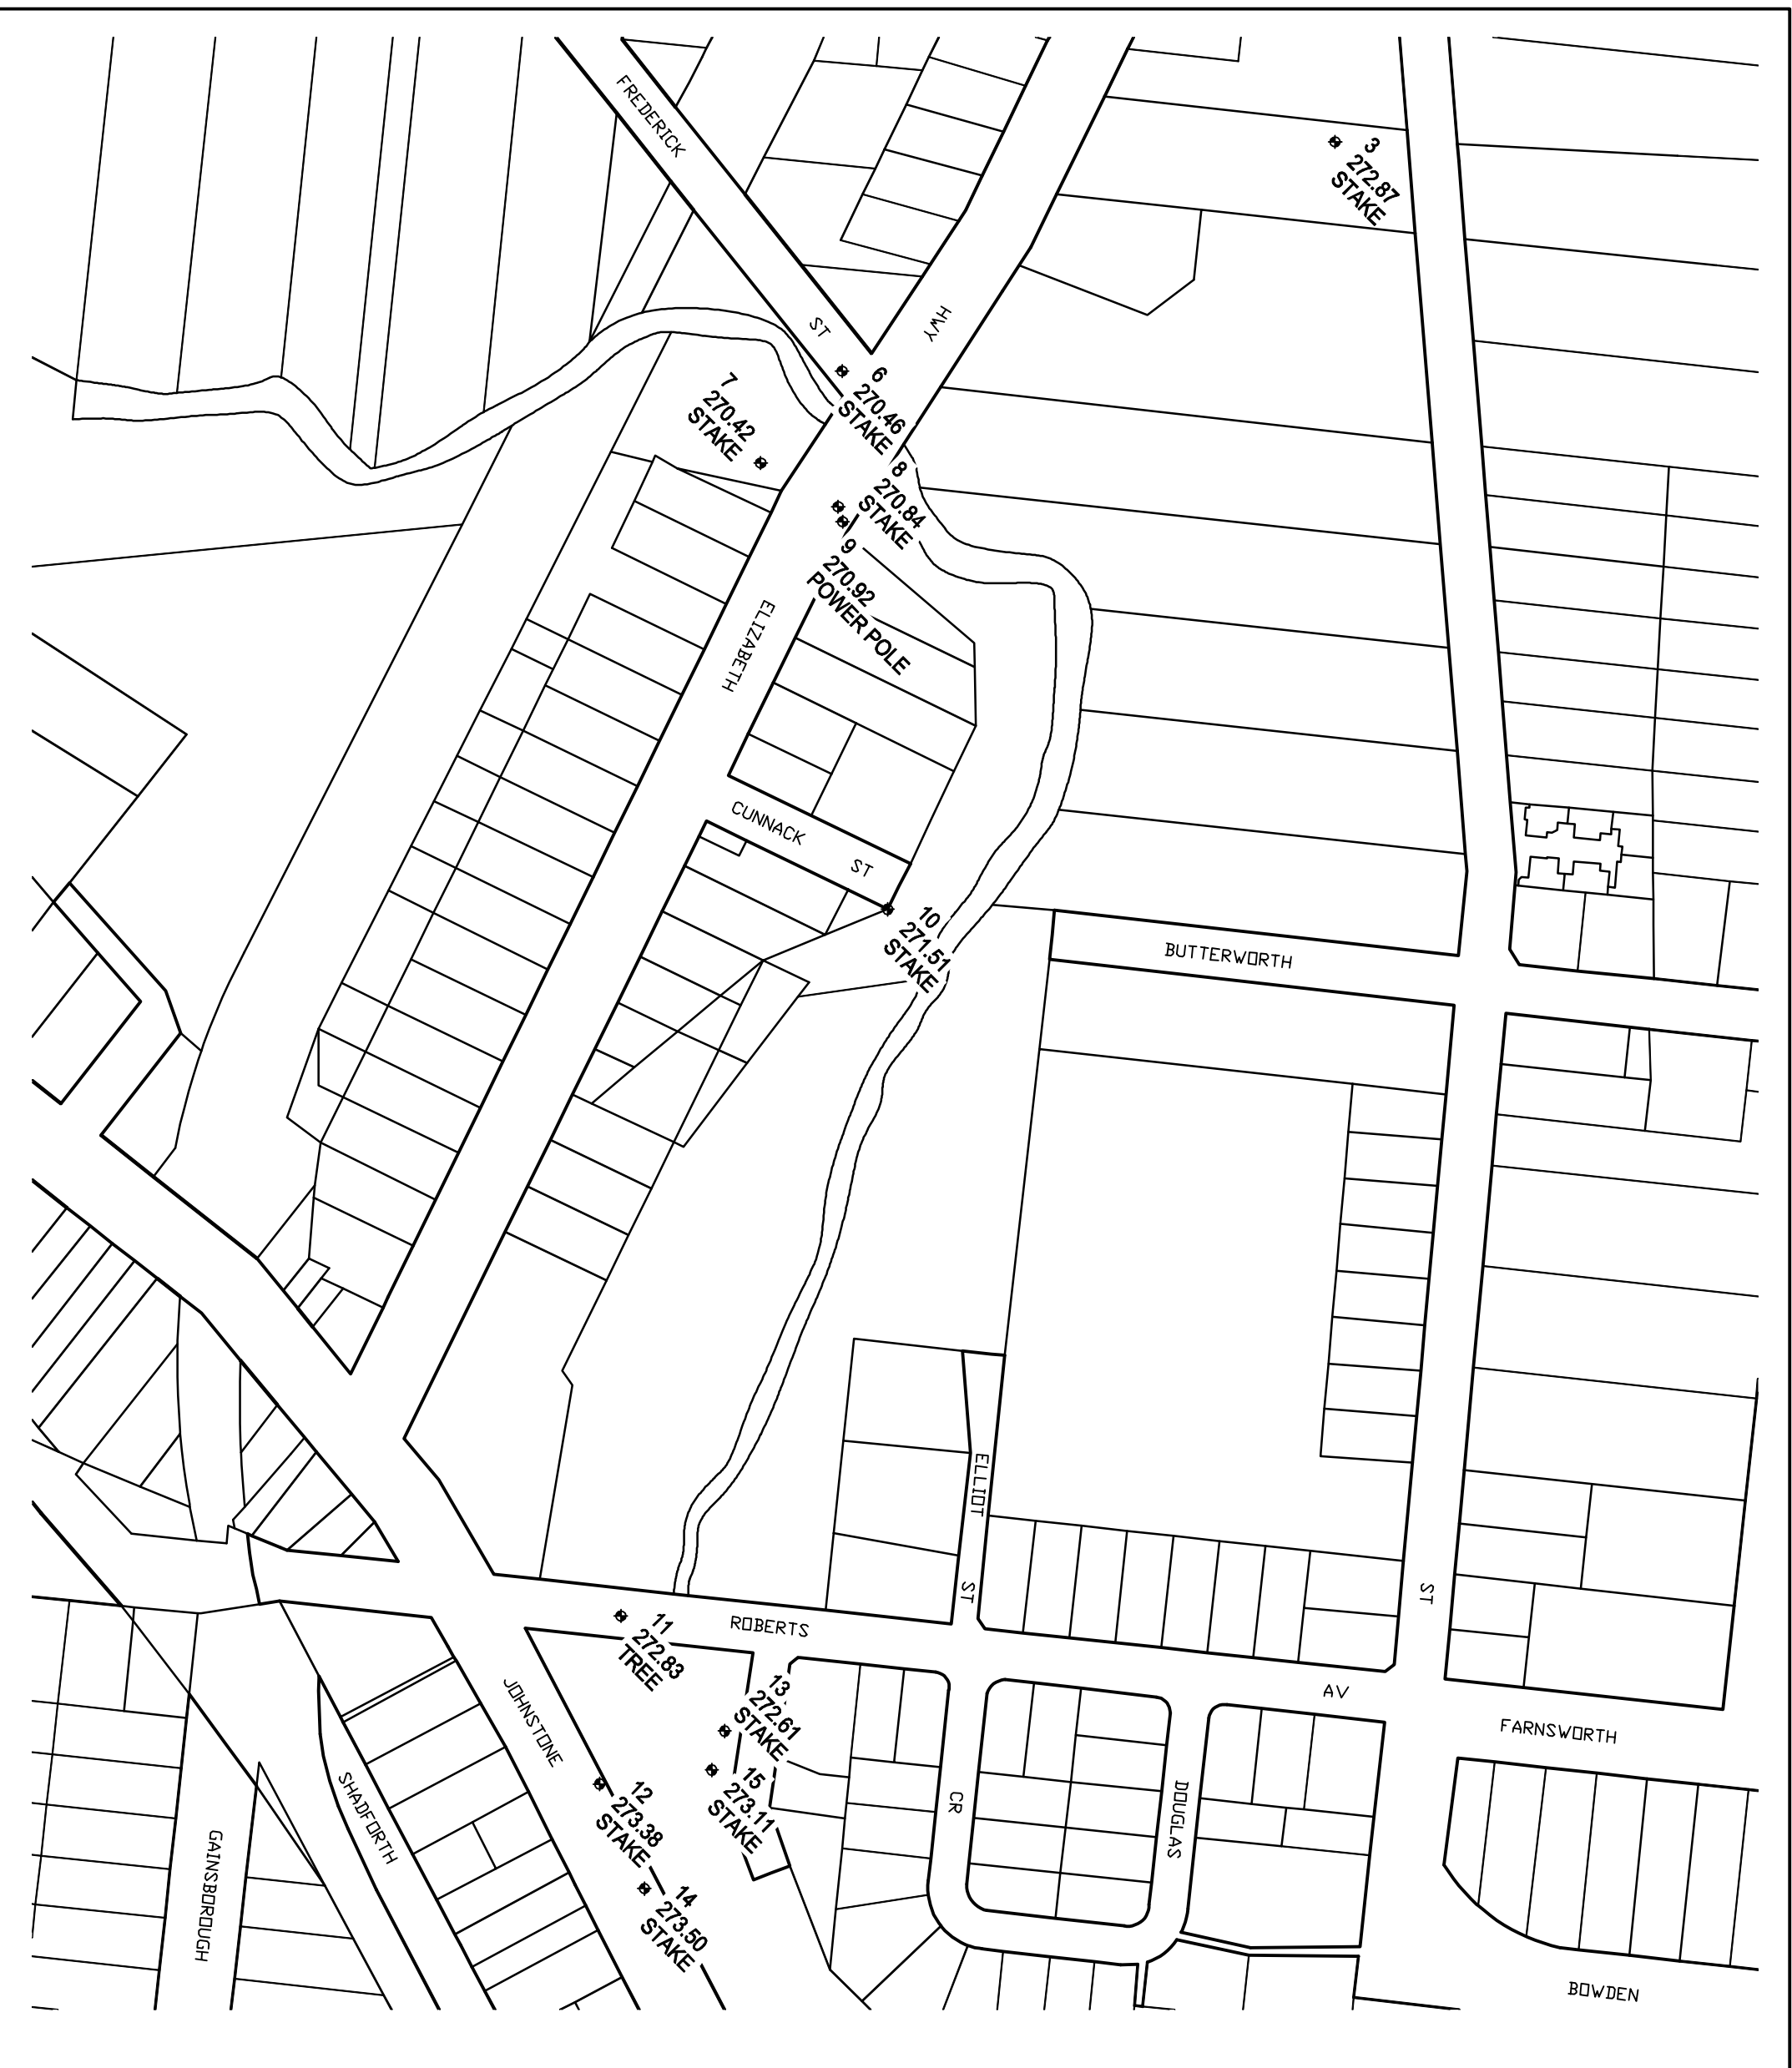 FREDERICK
ST
HWY
3
272.87
STAKE
6
270.46
STAKE
7
270.42
STAKE
8
270.84
STAKE
9
270.92
POWER POLE
ELIZABETH
CUNNACK
ST
10
271.51
STAKE
BUTTERWORTH
ELLIOT
ST
ST
11
272.83
TREE
ROBERTS
AV
FARNSWORTH
13
272.61
STAKE
JOHNSTONE
12
273.38
STAKE
15
273.11
STAKE
SHADFORTH
CR
DOUGLAS
GAINSBOROUGH
14
273.50
STAKE
BOWDEN